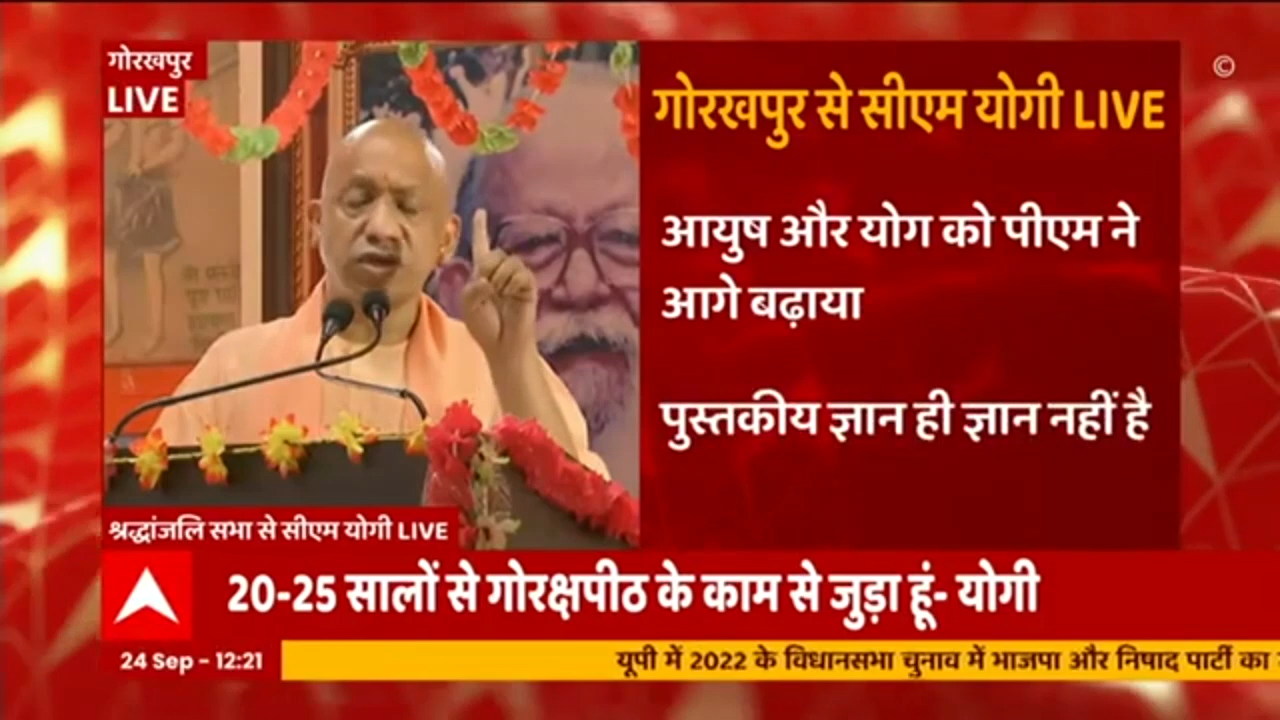 गोरखपुर
LIVE
©
गोरखपुर से सीएम योगी LIVE
आयुष और योग को पीएम ने
आगे बढ़ाया
पुस्तकीय ज्ञान ही ज्ञान नहीं है
श्रद्धांजलि सभा से सीएम योगी LIVE
20-25 सालों से गोरक्षपीठ के काम से जुड़ा हूं- योगी
24 Sep - 12:21
यूपी में 2022 के विधानसभा चुनाव में भाजपा और निषाद पार्टी का